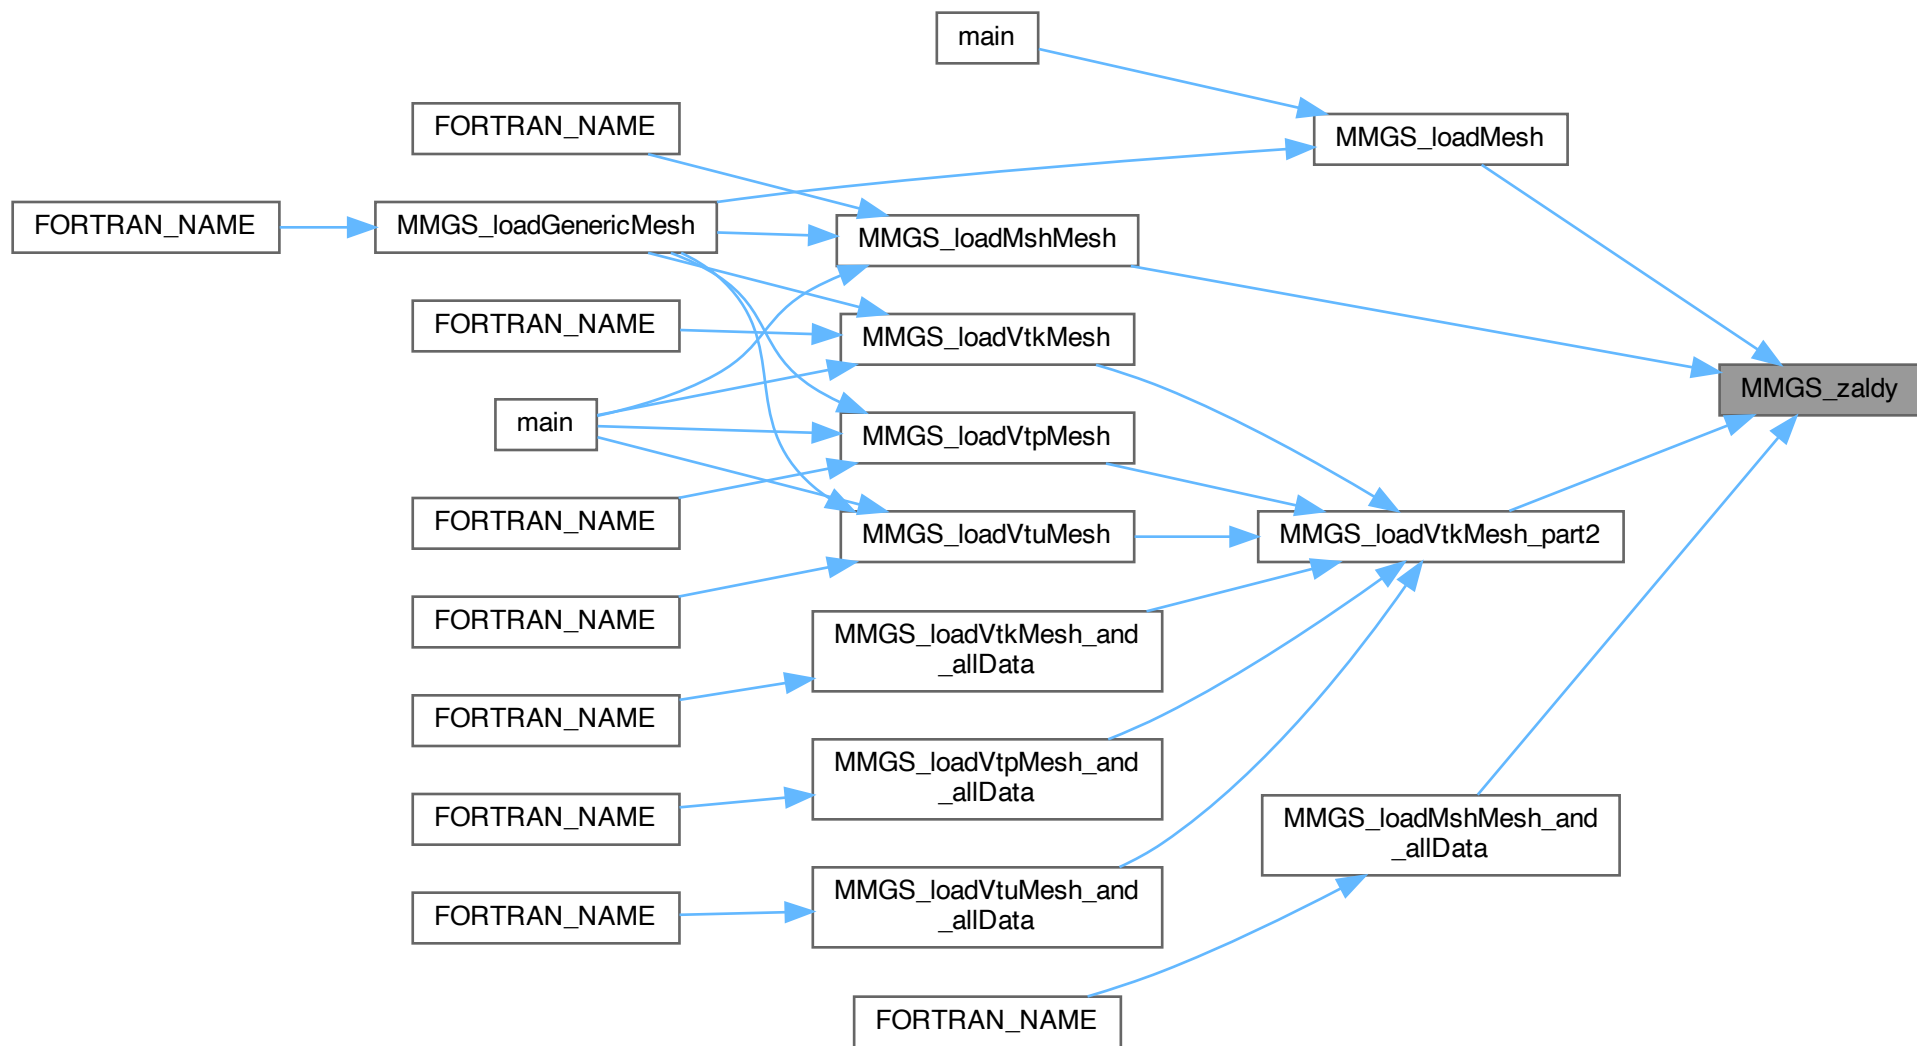 main
FORTRAN_NAME
MMGS_loadMesh
FORTRAN_NAME
MMGS_loadGenericMesh
MMGS_loadMshMesh
FORTRAN_NAME
MMGS_loadVtkMesh
MMGS_zaldy
main
MMGS_loadVtpMesh
FORTRAN_NAME
MMGS_loadVtuMesh
MMGS_loadVtkMesh_part2
FORTRAN_NAME
MMGS_loadVtkMesh_and
_allData
FORTRAN_NAME
MMGS_loadVtpMesh_and
_allData
FORTRAN_NAME
MMGS_loadMshMesh_and
_allData
MMGS_loadVtuMesh_and
_allData
FORTRAN_NAME
FORTRAN_NAME